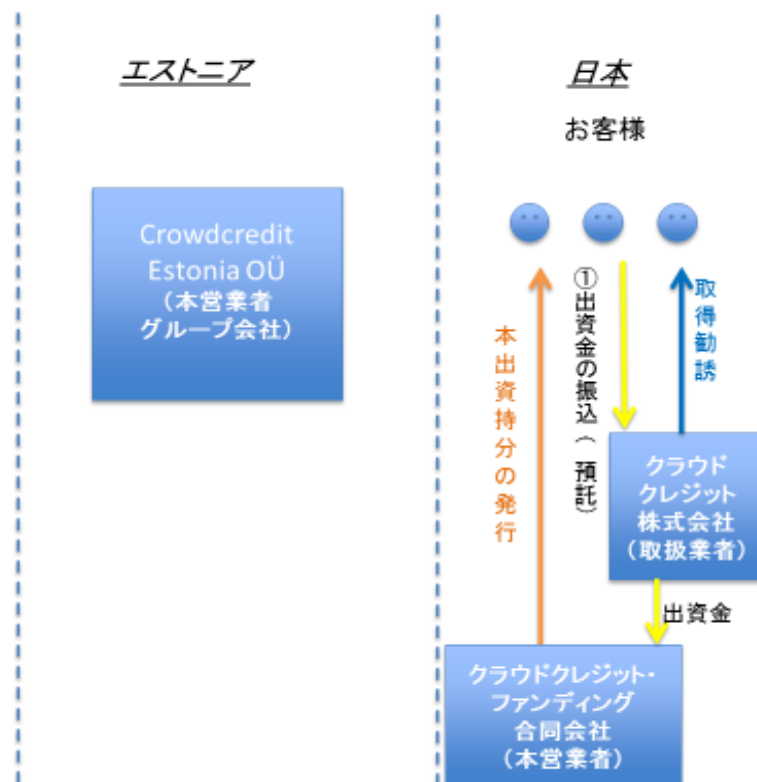 エストニア
日本
お客様
Crowdcredit
Estonia OÜ
（本営業者
グループ会社）
本出資持分の発行
①出資金の振込（預託）
取得勧誘
クラウド
クレジット
株式会社
（取扱業者）
出資金
クラウドクレジット・
ファンディング
合同会社
（本営業者）